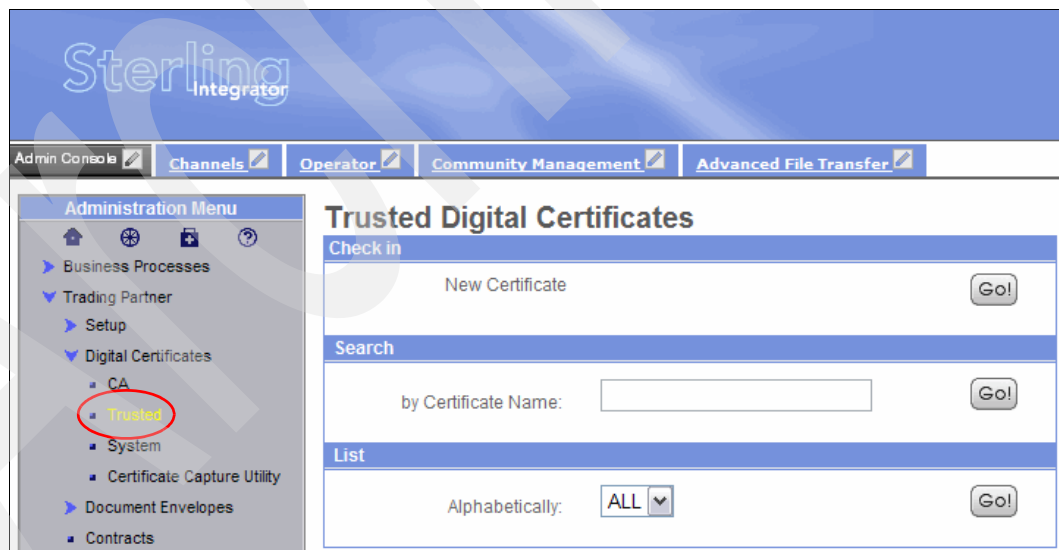 Sterling
Integrator
Admin Console
Channels
Operator
Community Management
Advanced File Transfer
Administration Menu
Business Processes
Trading Partner
Setup
Digital Certificates
CA
Trusted
System
Certificate Capture Utility
Document Envelopes
Contracts
Trusted Digital Certificates
Check in
New Certificate Go!
Search
by Certificate Name: Go!
List
Alphabetically: ALL Go!